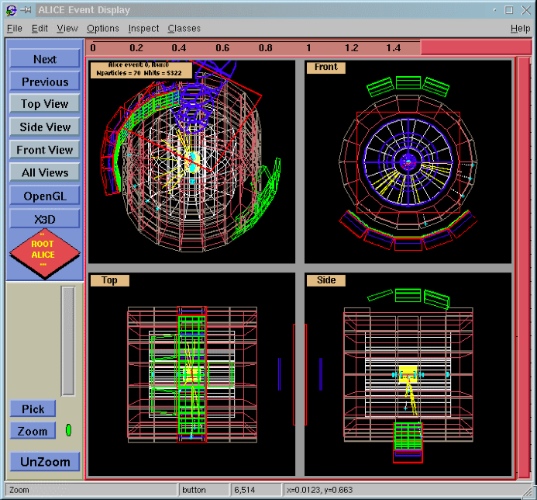 ALICE Event Display
File Edit View Options Inspect Classes Help
Next
Previous
Top View
Side View
Front View
All Views
OpenGL
X3D
ROOT
ALICE
Pick
Zoom
UnZoom
0 0.2 0.4 0.6 0.8 1 1.2 1.4
Alice event: 0, Run:0
Nparticles = 70 Nhits = 5322
Front
Top
Side
Zoom button 6,514 x=0.0123, y=0.663